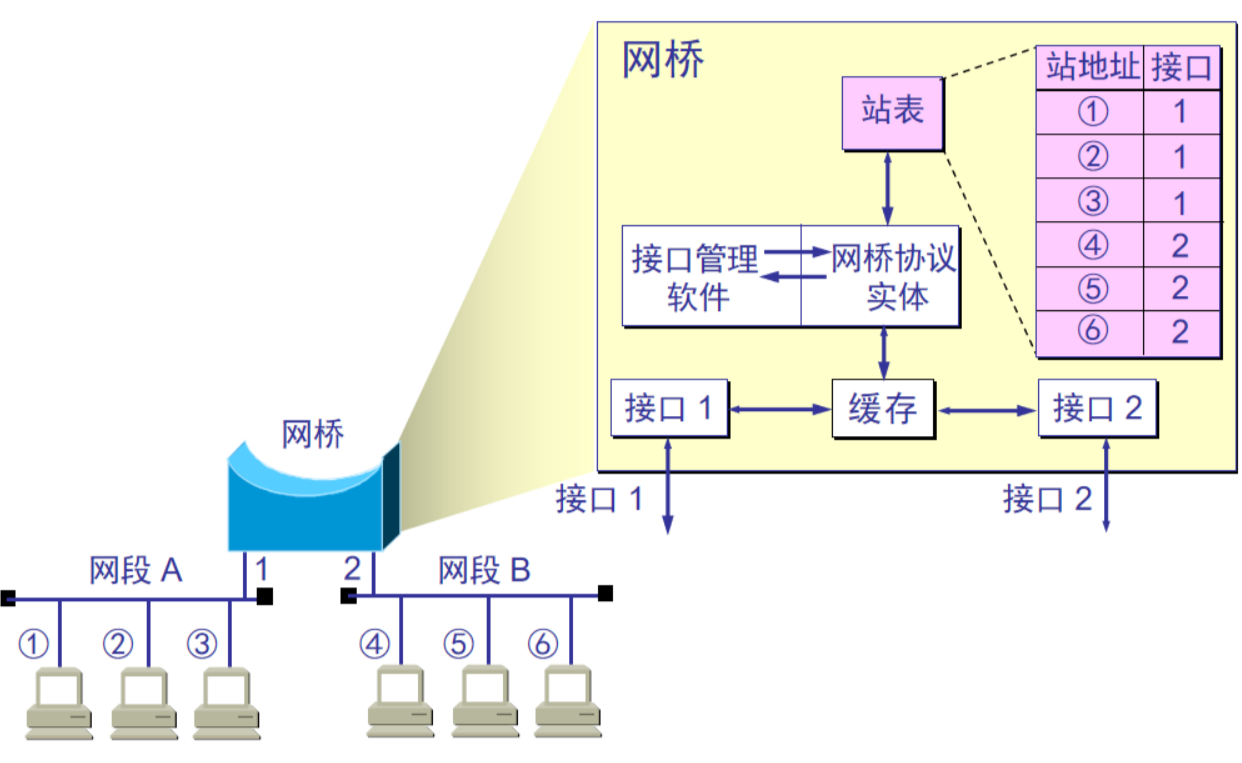 网桥
站表
站地址 接口
① 1
② 1
③ 1
④ 2
⑤ 2
⑥ 2
接口管理
软件
网桥协议
实体
接口 1
缓存
接口 2
接口 1
接口 2
网桥
网段 A
1
2
网段 B
① ② ③ ④ ⑤ ⑥